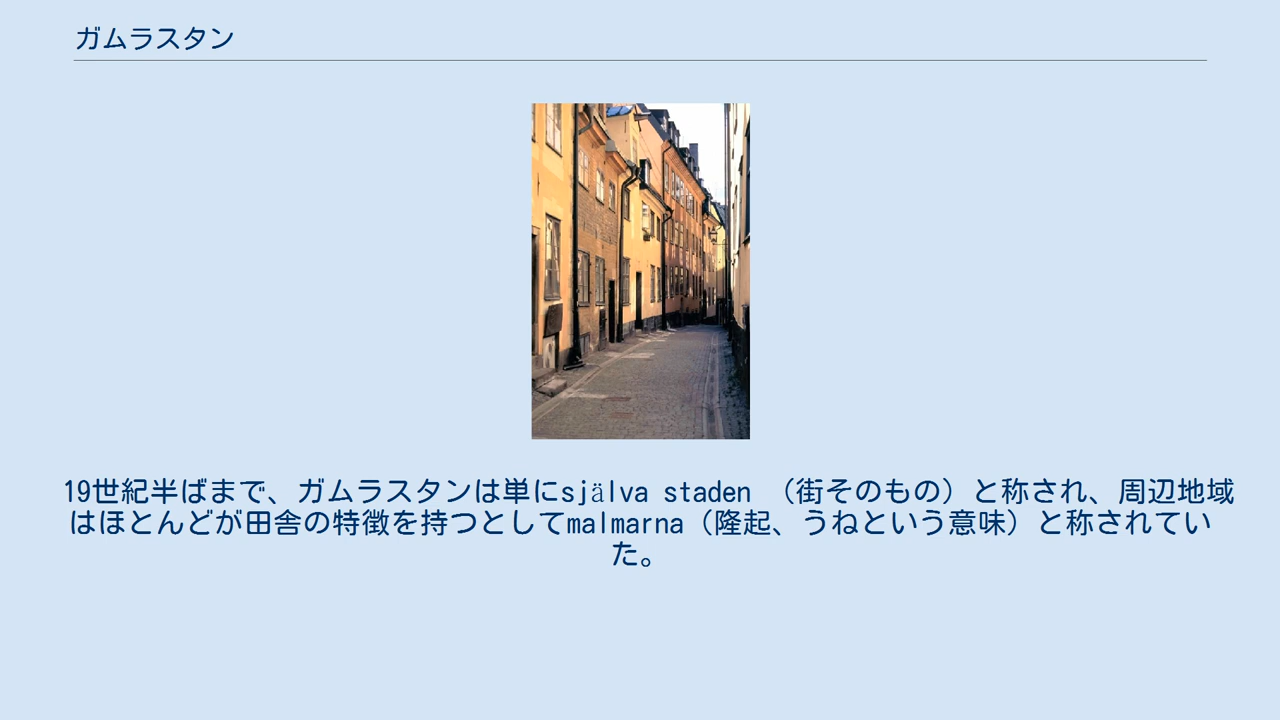 ガムラスタン
19世紀半ばまで、ガムラスタンは単にsjälva staden （街そのもの）と称され、周辺地域
はほとんどが田舎の特徴を持つとしてmalmarna（隆起、うねという意味）と称されてい
た。